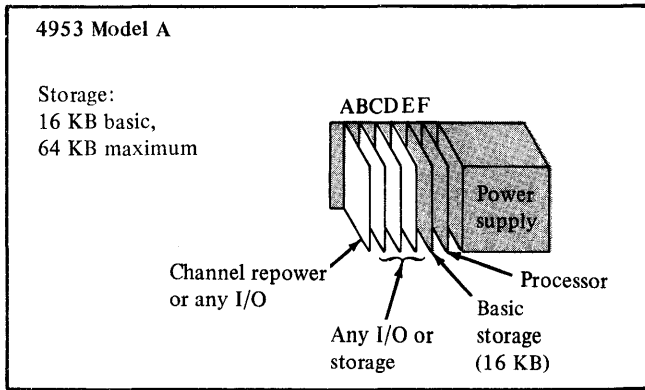 4953 Model A
Storage:
16 KB basic,
64 KB maximum
ABCDEF
Power
supply
Channel repower
or any I/O
Processor
Any I/O or
storage
Basic
storage
(16 KB)